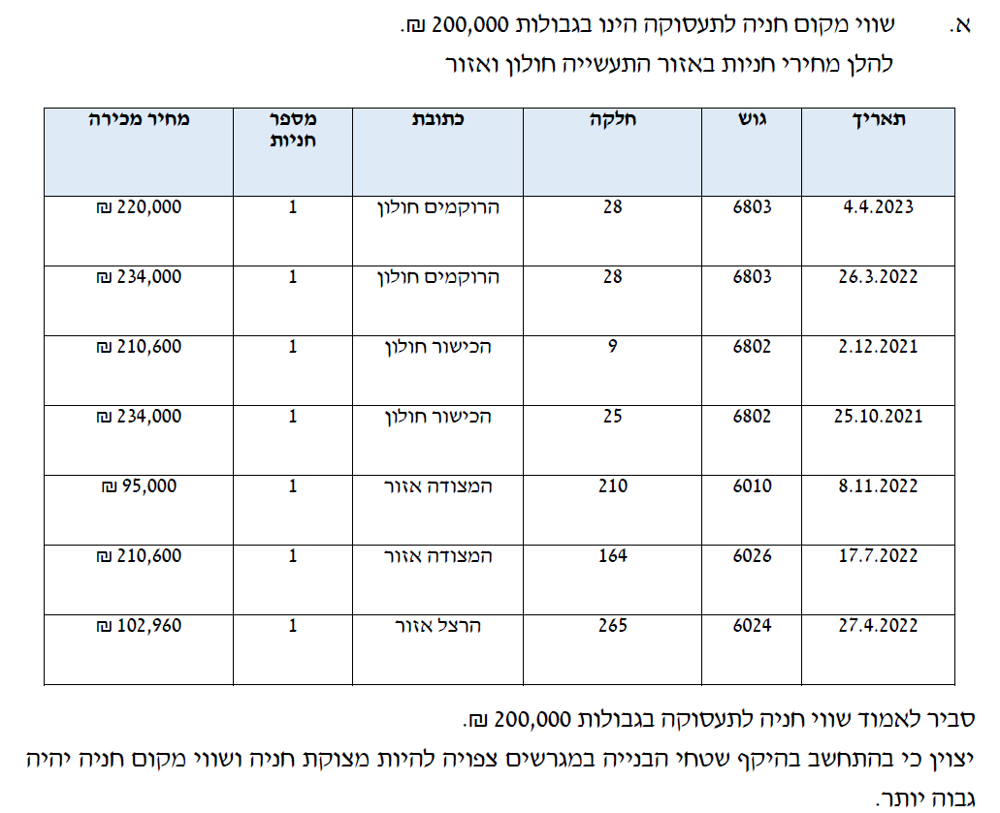 א. שווי מקום חניה לתעסוקה הינו בגבולות 200,000 ₪.
להלן מחירי חניות באזור התעשייה חולון ואזור
תאריך גוש חלקה כתובת מספר חניות מחיר מכירה
4.4.2023 6803 28 הרוקמים חולון 1 220,000 ₪
26.3.2022 6803 28 הרוקמים חולון 1 234,000 ₪
2.12.2021 6802 9 הכישור חולון 1 210,600 ₪
25.10.2021 6802 25 הכישור חולון 1 234,000 ₪
8.11.2022 6010 210 המצודה אזור 1 95,000 ₪
17.7.2022 6026 164 המצודה אזור 1 210,600 ₪
27.4.2022 6024 265 הרצל אזור 1 102,960 ₪
סביר לאמוד שווי חניה לתעסוקה בגבולות 200,000 ₪.
יצוין כי בהתחשב בהיקף שטחי הבנייה במגרשים צפויה להיות מצוקת חניה ושווי מקום חניה יהיה
גבוה יותר.